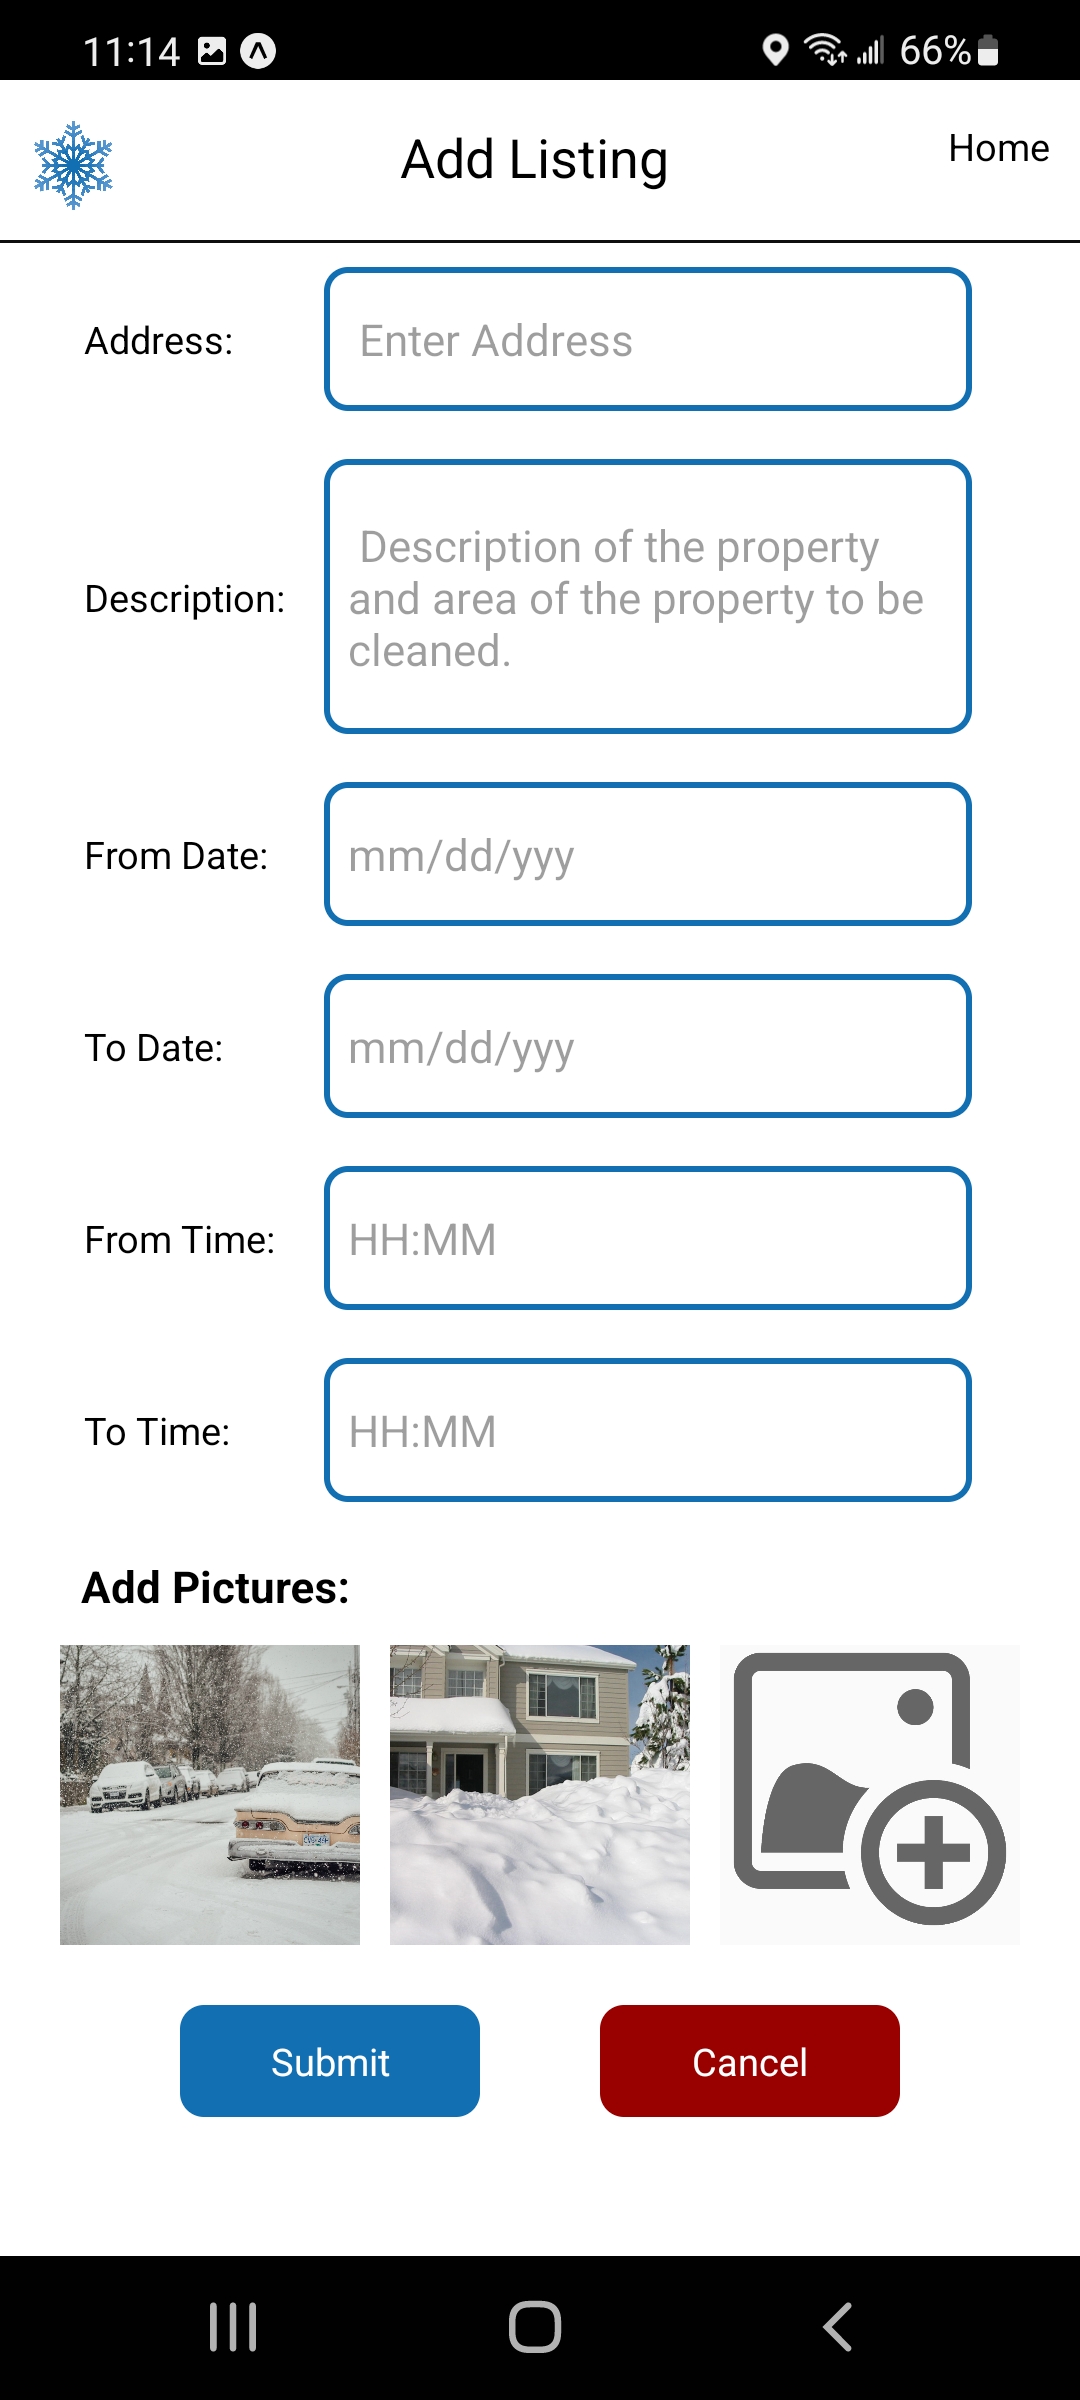 11:14 66%
Add Listing
Home
Address:
Enter Address
Description:
Description of the property
and area of the property to be
cleaned.
From Date:
mm/dd/yyy
To Date:
mm/dd/yyy
From Time:
HH:MM
To Time:
HH:MM
Add Pictures:
Submit
Cancel